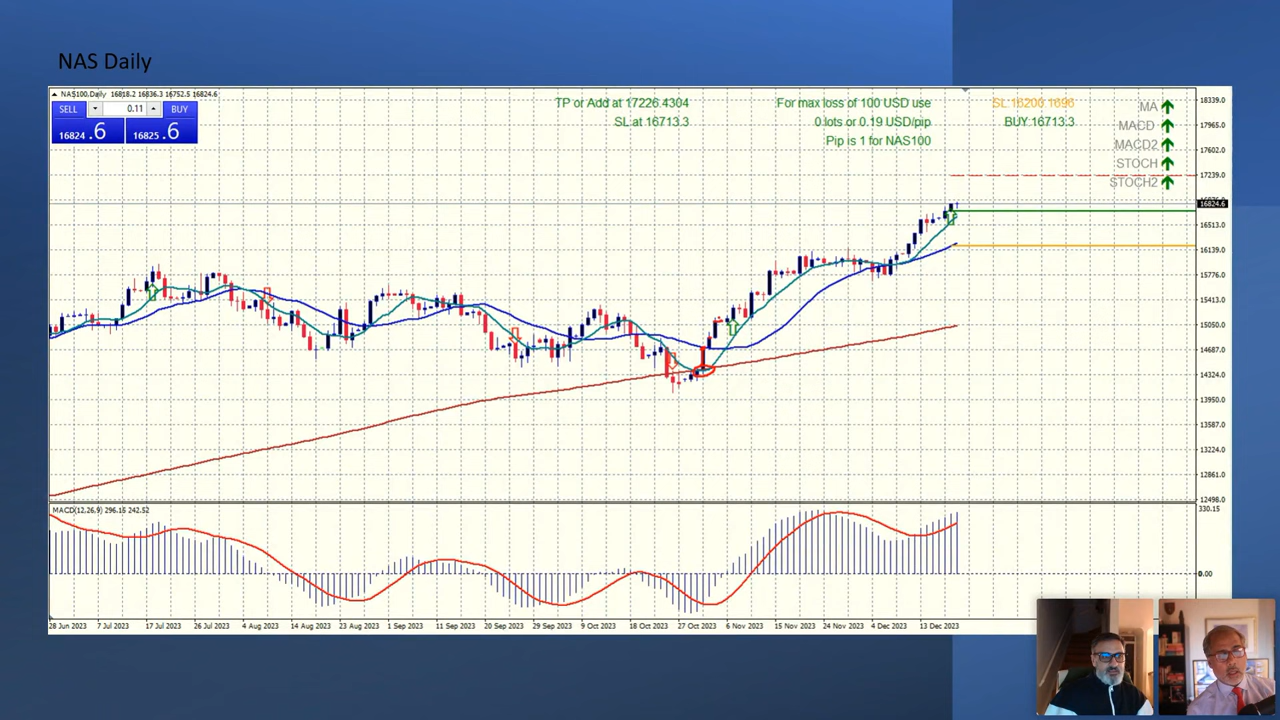 NAS Daily
NAS100,Daily 16818.2 16836.3 16752.5 16824.6
SELL 0.11 BUY
16824.6 16825.6
TP or Add at 17226.4304
SL at 16713.3
For max loss of 100 USD use
0 lots or 0.19 USD/pip
Pip is 1 for NAS100
SL:16200.1696
BUY:16713.3
MA
MACD
MACD2
STOCH
STOCH2
18339.0
17965.0
17602.0
17239.0
16824.6
16513.0
16139.0
15776.0
15413.0
15050.0
14687.0
14324.0
13950.0
13587.0
13224.0
12861.0
12498.0
MACD(12,26,9) 296.15 242.52
330.15
0.00
28 Jun 2023 7 Jul 2023 17 Jul 2023 26 Jul 2023 4 Aug 2023 14 Aug 2023 23 Aug 2023 1 Sep 2023 11 Sep 2023 20 Sep 2023 29 Sep 2023 9 Oct 2023 18 Oct 2023 27 Oct 2023 6 Nov 2023 15 Nov 2023 24 Nov 2023 4 Dec 2023 13 Dec 2023